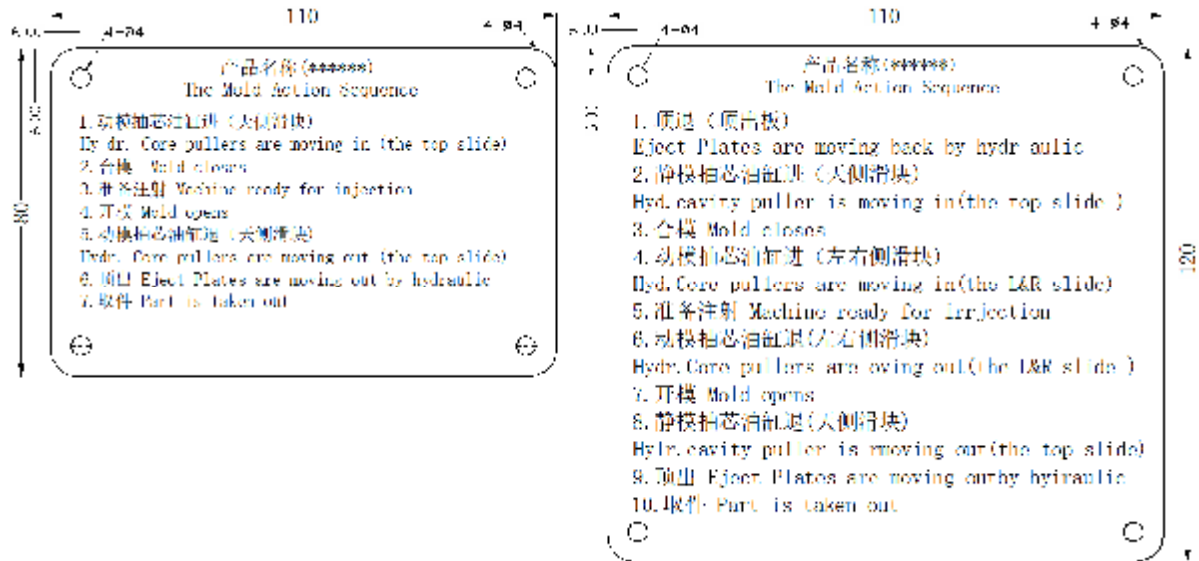 110
4-Ø4
4-Ø4
80
产品名称(******)
The Mold Action Sequence
1.动模抽芯油缸进（天侧滑块）
Hydr. Core pullers are moving in (the top slide)
2.合模 Mold closes
3.准备注射 Machine ready for injection
4.开模 Mold opens
5.动模抽芯油缸退（天侧滑块）
Hydr. Core pullers are moving out (the top slide)
6.顶出 Eject Plates are moving out by hydraulic
7.取件 Part is taken out
110
4-Ø4
4-Ø4
120
产品名称(******)
The Mold Action Sequence
1.顶退（顶出板）
Eject Plates are moving back by hydr aulic
2.静模抽芯油缸进（天侧滑块）
Hyd.cavity puller is moving in(the top slide )
3.合模 Mold closes
4.动模抽芯油缸进（左右侧滑块）
Hyd.Core pullers are moving in(the L&R slide)
5.准备注射 Machine ready for irrjection
6.动模抽芯油缸退(左右侧滑块)
Hydr.Core pullers are oving out(the L&R slide )
7.开模 Mold opens
8.静模抽芯油缸退(天侧滑块)
Hylr.cavity puller is rmoving out(the top slide)
9.顶出 Eject Plates are moving outby hyiraulic
10.取件 Part is taken out